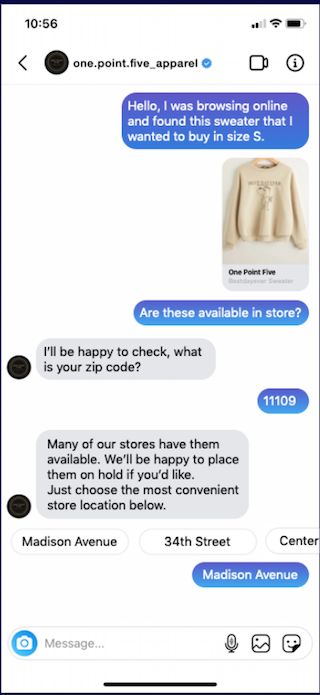 10:56
one.point.five_apparel
Hello, I was browsing online
and found this sweater that I
wanted to buy in size S.
One Point Five
Bestdayever Sweater
Are these available in store?
I'll be happy to check, what
is your zip code?
11109
Many of our stores have them
available. We'll be happy to place
them on hold if you'd like.
Just choose the most convenient
store location below.
Madison Avenue
34th Street
Center
Madison Avenue
Message...